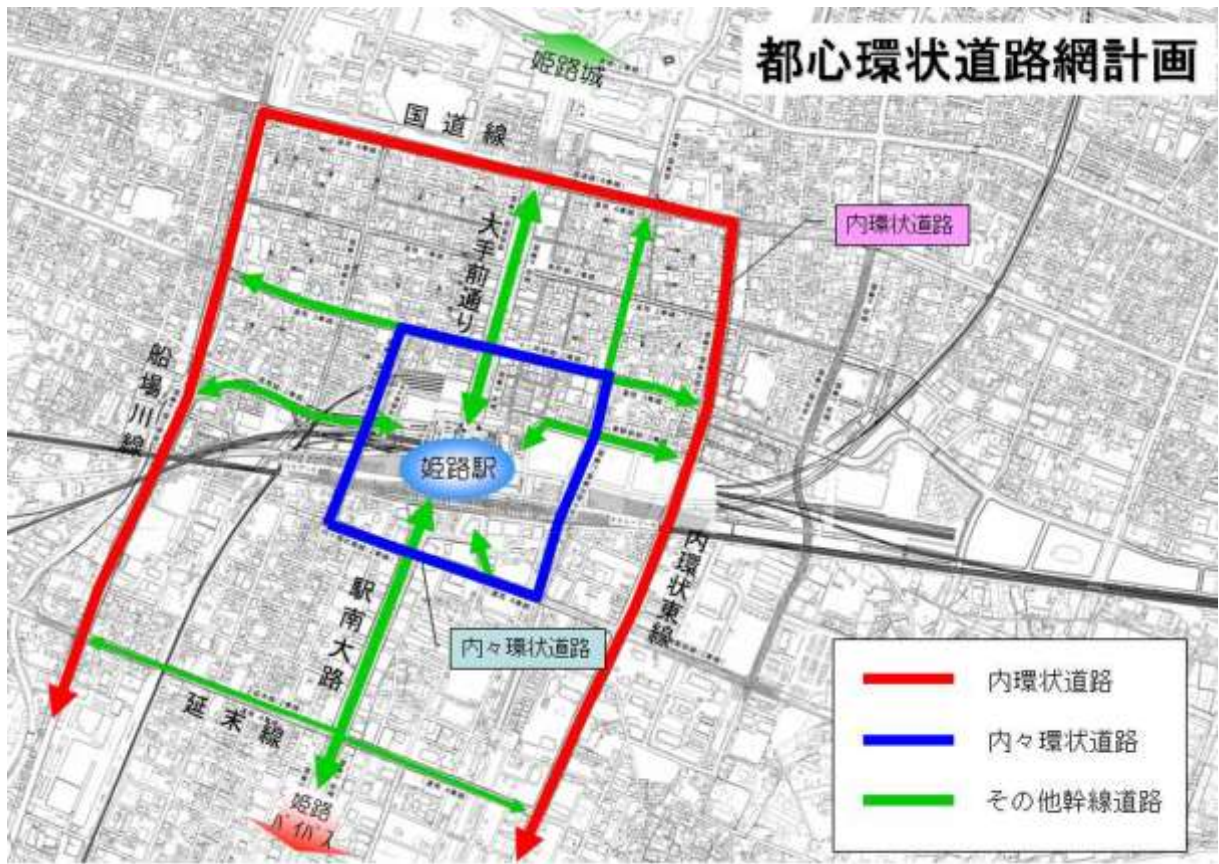 都心環状道路網計画
姫路城
国道線
内環状道路
大手前通り
船場川線
姫路駅
内環状東線
内々環状道路
駅南大路
延末線
姫路
バイパス
内環状道路
内々環状道路
その他幹線道路